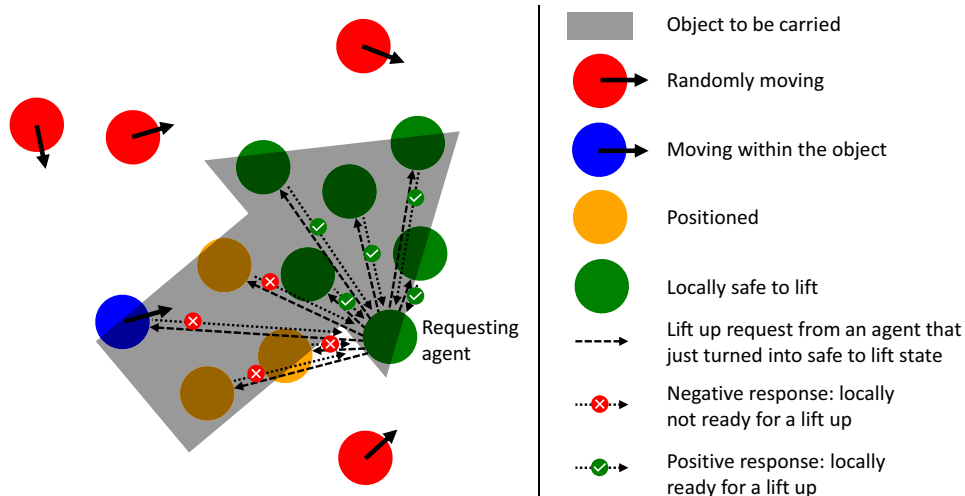 Requesting
agent
Object to be carried
Randomly moving
Moving within the object
Positioned
Locally safe to lift
Lift up request from an agent that
just turned into safe to lift state
Negative response: locally
not ready for a lift up
Positive response: locally
ready for a lift up